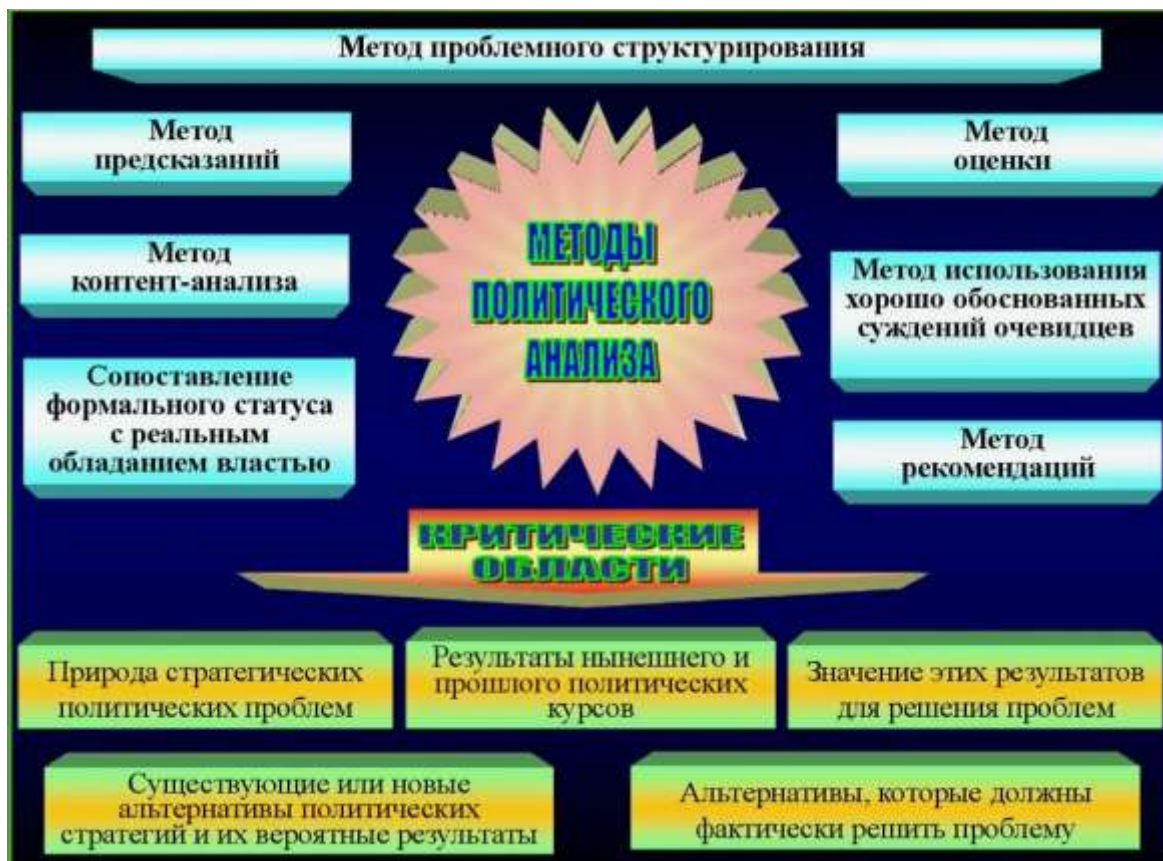 Метод проблемного структурирования
Метод
предсказаний
Метод
контент-анализа
Сопоставление
формального статуса
с реальным
обладанием властью
МЕТОДЫ
ПОЛИТИЧЕСКОГО
АНАЛИЗА
Метод
оценки
Метод использования
хорошо обоснованных
суждений очевидцев
Метод
рекомендаций
КРИТИЧЕСКИЕ
ОБЛАСТИ
Природа стратегических
политических проблем
Результаты нынешнего и
прошлого политических
курсов
Значение этих результатов
для решения проблем
Существующие или новые
альтернативы политических
стратегий и их вероятные результаты
Альтернативы, которые должны
фактически решить проблему